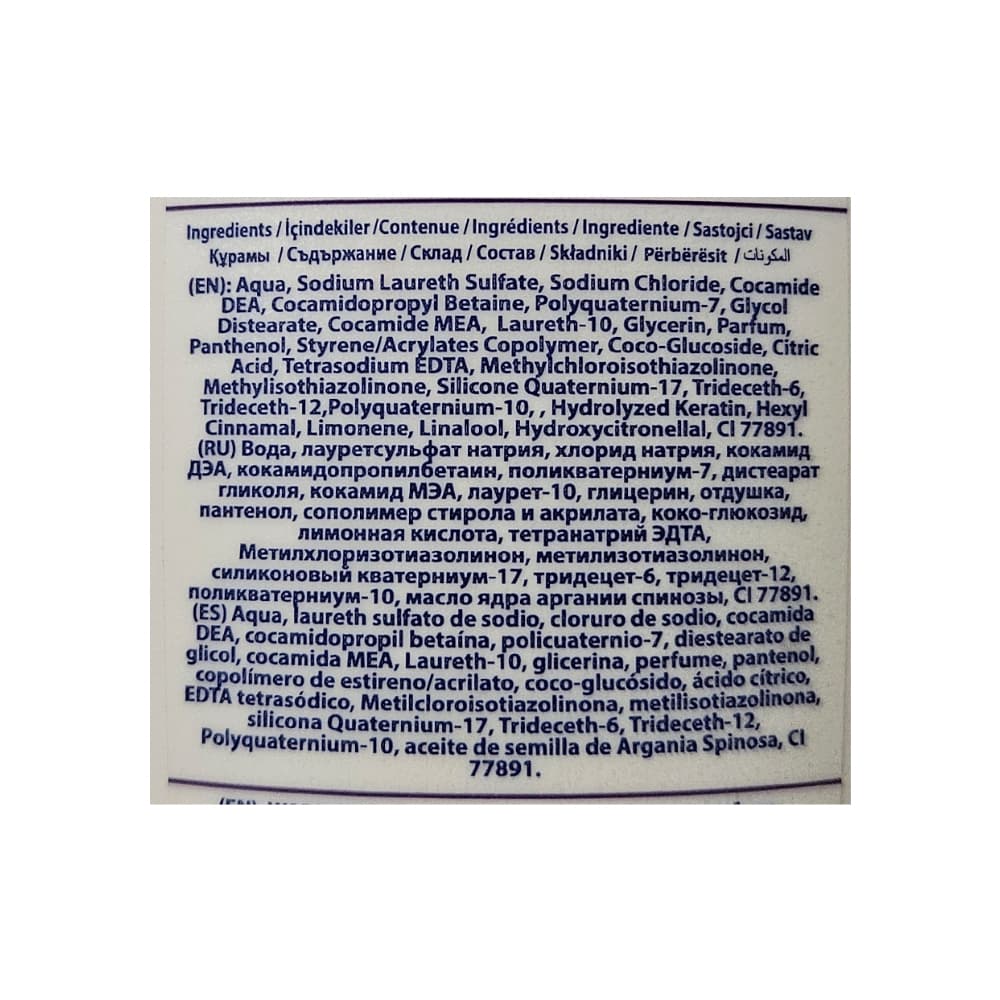 Ingredients / İçindekiler /Contenue / Ingrédients / Ingrediente / Sastojci / Sastav
Құрамы / Съдържание / Склад / Состав / Składniki / Përbërësit / المكونات
(EN): Aqua, Sodium Laureth Sulfate, Sodium Chloride, Cocamide
DEA, Cocamidopropyl Betaine, Polyquaternium-7, Glycol
Distearate, Cocamide MEA, Laureth-10, Glycerin, Parfum,
Panthenol, Styrene/Acrylates Copolymer, Coco-Glucoside, Citric
Acid, Tetrasodium EDTA, Methylchloroisothiazolinone,
Methylisothiazolinone, Silicone Quaternium-17, Trideceth-6,
Trideceth-12,Polyquaternium-10, , Hydrolyzed Keratin, Hexyl
Cinnamal, Limonene, Linalool, Hydroxycitronellal, CI 77891.
(RU) Вода, лауретсульфат натрия, хлорид натрия, кокамид
ДЭА, кокамидопропилбетаин, поликватерниум-7, дистеарат
гликоля, кокамид МЭА, лаурет-10, глицерин, отдушка,
пантенол, сополимер стирола и акрилата, коко-глюкозид,
лимонная кислота, тетранатрий ЭДТА,
Метилхлоризотиазолинон, метилизотиазолинон,
силиконовый кватерниум-17, тридецет-6, тридецет-12,
поликватерниум-10, масло ядра аргании спинозы, CI 77891.
(ES) Aqua, laureth sulfato de sodio, cloruro de sodio, cocamida
DEA, cocamidopropil betaína, policuaternio-7, diestearato de
glicol, cocamida MEA, Laureth-10, glicerina, perfume, pantenol,
copolímero de estireno/acrilato, coco-glucósido, ácido cítrico,
EDTA tetrasódico, Metilcloroisotiazolinona, metilisotiazolinona,
silicona Quaternium-17, Trideceth-6, Trideceth-12,
Polyquaternium-10, aceite de semilla de Argania Spinosa, CI
77891.